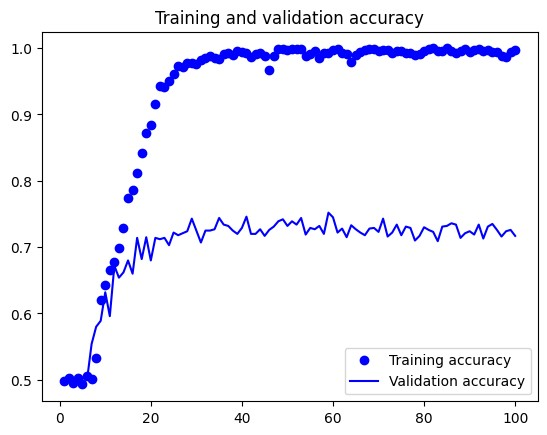 Training and validation accuracy
1.0
0.9
0.8
0.7
0.6
0.5
0 20 40 60 80 100
Training accuracy
Validation accuracy